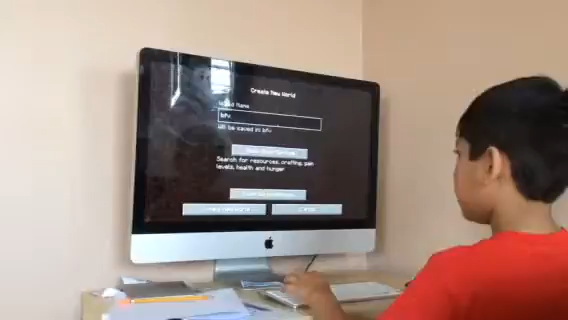 Create New World
World Name
bfv
Will be saved in: bfv
Search for resources, crafting, gain
levels, health and hunger
Cancel